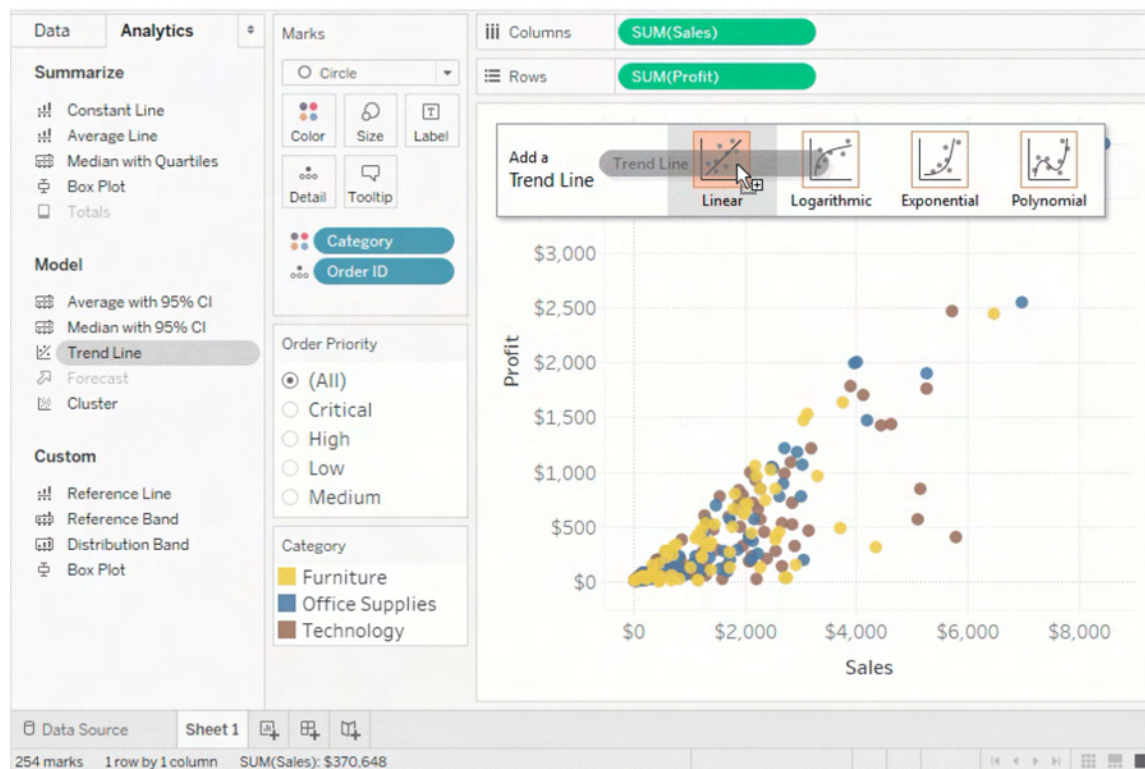 Data Analytics
Summarize
Constant Line
Average Line
Median with Quartiles
Box Plot
Totals
Model
Average with 95% CI
Median with 95% CI
Trend Line
Forecast
Cluster
Custom
Reference Line
Reference Band
Distribution Band
Box Plot
Marks
Circle
Color Size Label
Detail Tooltip
Category
Order ID
Order Priority
(All)
Critical
High
Low
Medium
Category
Furniture
Office Supplies
Technology
Columns SUM(Sales)
Rows SUM(Profit)
Add a
Trend Line
Trend Line
Linear Logarithmic Exponential Polynomial
$3,000
$2,500
$2,000
$1,500
$1,000
$500
$0
Profit
$0 $2,000 $4,000 $6,000 $8,000
Sales
Data Source Sheet 1
254 marks 1 row by 1 column SUM(Sales): $370,648